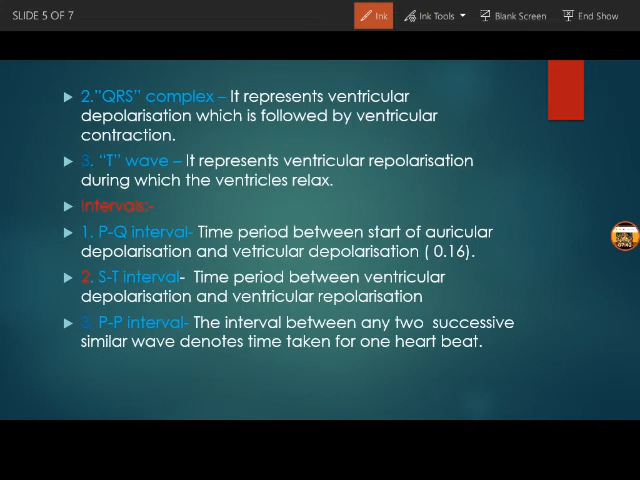 SLIDE 5 OF 7
Ink
Ink Tools
Blank Screen
End Show
2."QRS" complex – It represents ventricular
depolarisation which is followed by ventricular
contraction.
3. "T" wave – It represents ventricular repolarisation
during which the ventricles relax.
Intervals:-
1. P-Q interval- Time period between start of auricular
depolarisation and vetricular depolarisation ( 0.16).
2. S-T interval- Time period between ventricular
depolarisation and ventricular repolarisation
3. P-P interval- The interval between any two successive
similar wave denotes time taken for one heart beat.